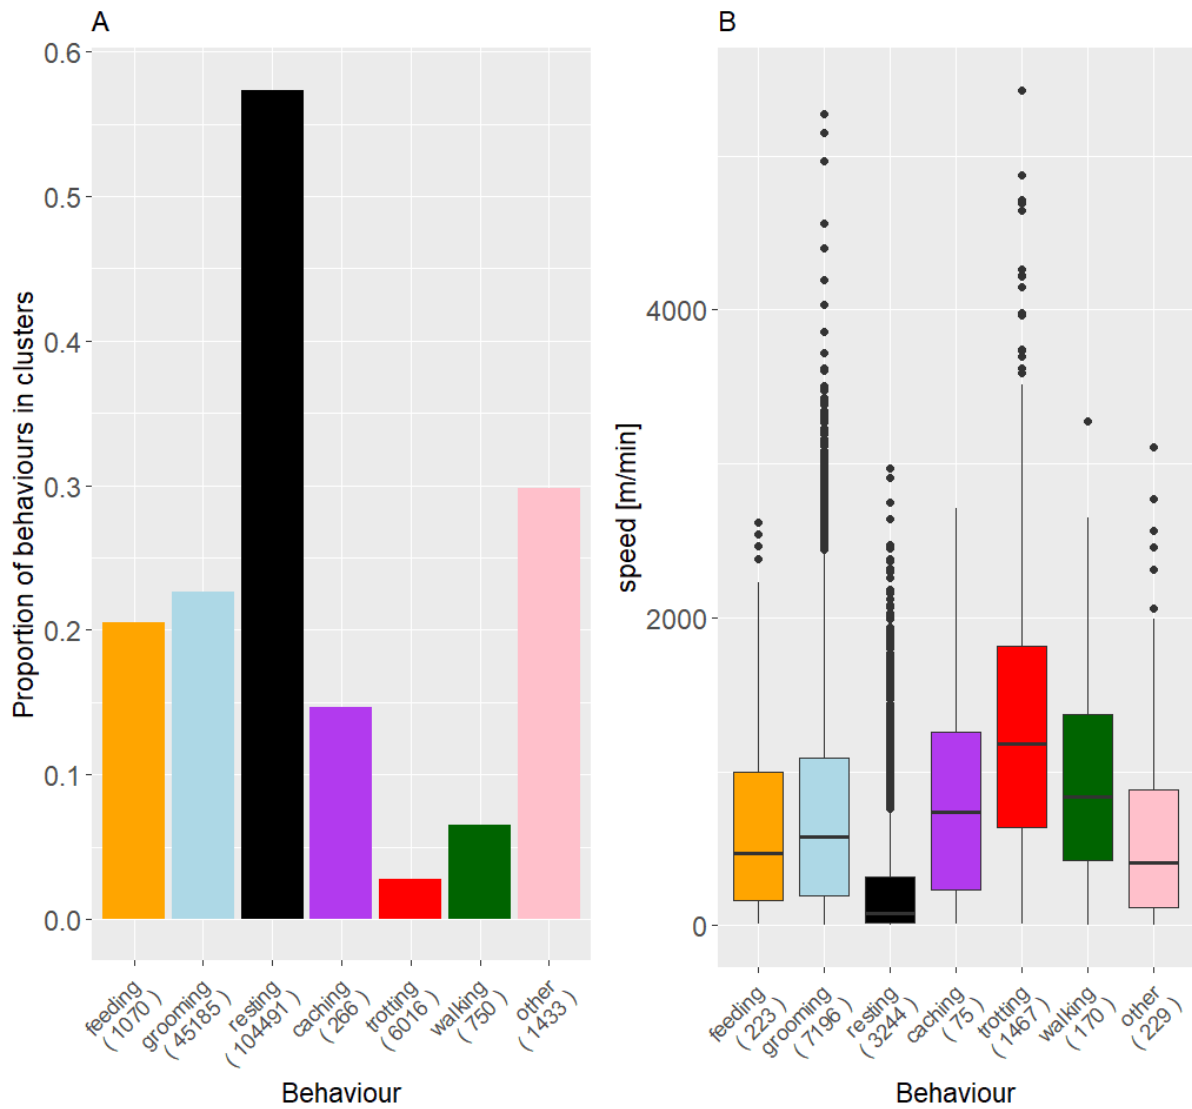 A
Proportion of behaviours in clusters
0.6
0.5
0.4
0.3
0.2
0.1
0.0
feeding
( 1070 )
grooming
( 45185 )
resting
( 104491 )
caching
( 266 )
trotting
( 6016 )
walking
( 750 )
other
( 1433 )
Behaviour
B
speed [m/min]
4000
2000
0
feeding
( 223 )
grooming
( 7196 )
resting
( 3244 )
caching
( 75 )
trotting
( 1467 )
walking
( 170 )
other
( 229 )
Behaviour